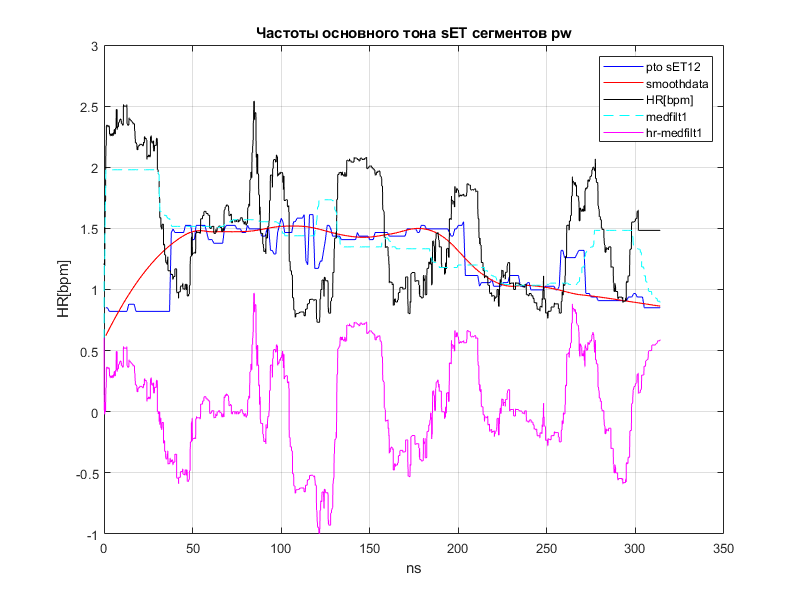 Частоты основного тона sET сегментов pw
3
2.5
2
1.5
1
0.5
0
-0.5
-1
HR[bpm]
pto sET12
smoothdata
HR[bpm]
medfilt1
hr-medfilt1
0 50 100 150 200 250 300 350
ns